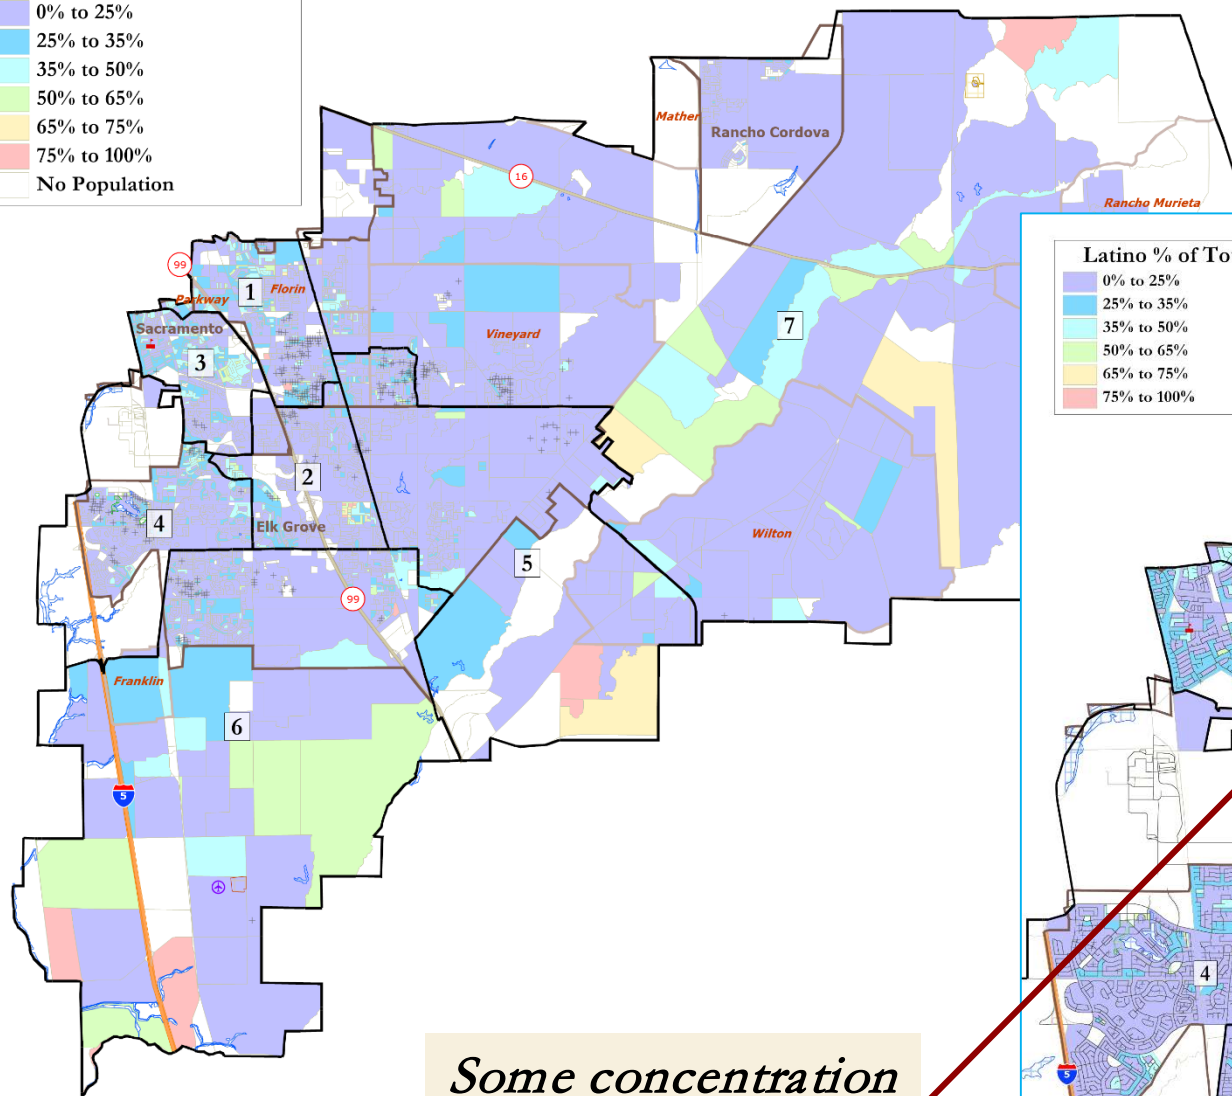 0% to 25%
25% to 35%
35% to 50%
50% to 65%
65% to 75%
75% to 100%
No Population
Mather
Rancho Cordova
16
Rancho Murieta
99
1
Florin
Parkway
Sacramento
3
Vineyard
7
2
4
Elk Grove
5
Wilton
99
Franklin
6
5
Latino % of To
0% to 25%
25% to 35%
35% to 50%
50% to 65%
65% to 75%
75% to 100%
4
5
Some concentration